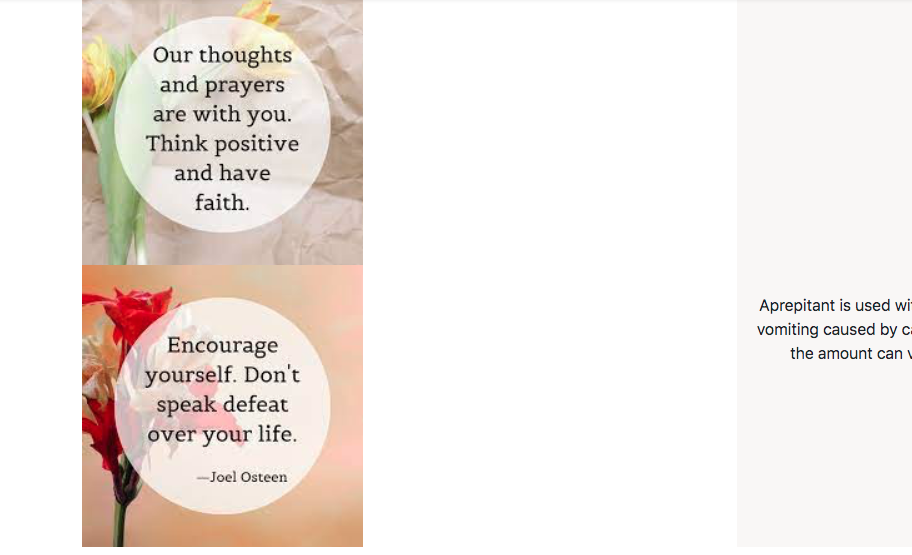 Our thoughts
and prayers
are with you.
Think positive
and have
faith.
Encourage
yourself. Don't
speak defeat
over your life.
—Joel Osteen
Aprepitant is used
vomiting caused by
the amount can